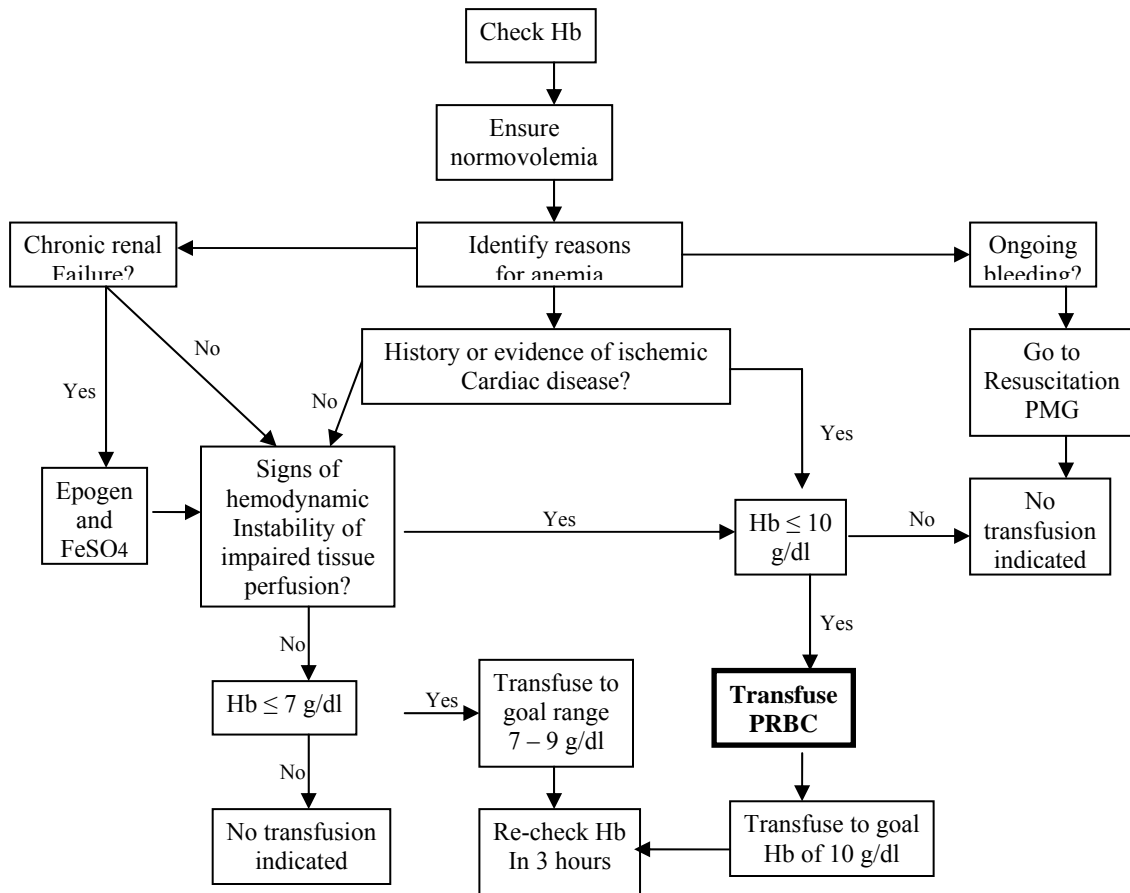 Check Hb
Ensure
normovolemia
Chronic renal
Failure?
Identify reasons
for anemia
Ongoing
bleeding?
No
History or evidence of ischemic
Cardiac disease?
Go to
Resuscitation
PMG
Yes
No
Yes
Epogen
and
FeSO4
Signs of
hemodynamic
Instability of
impaired tissue
perfusion?
Yes
Hb ≤ 10
g/dl
No
No
transfusion
indicated
No
Yes
Hb ≤ 7 g/dl
Yes
Transfuse to
goal range
7 – 9 g/dl
Transfuse
PRBC
No
No transfusion
indicated
Re-check Hb
In 3 hours
Transfuse to goal
Hb of 10 g/dl